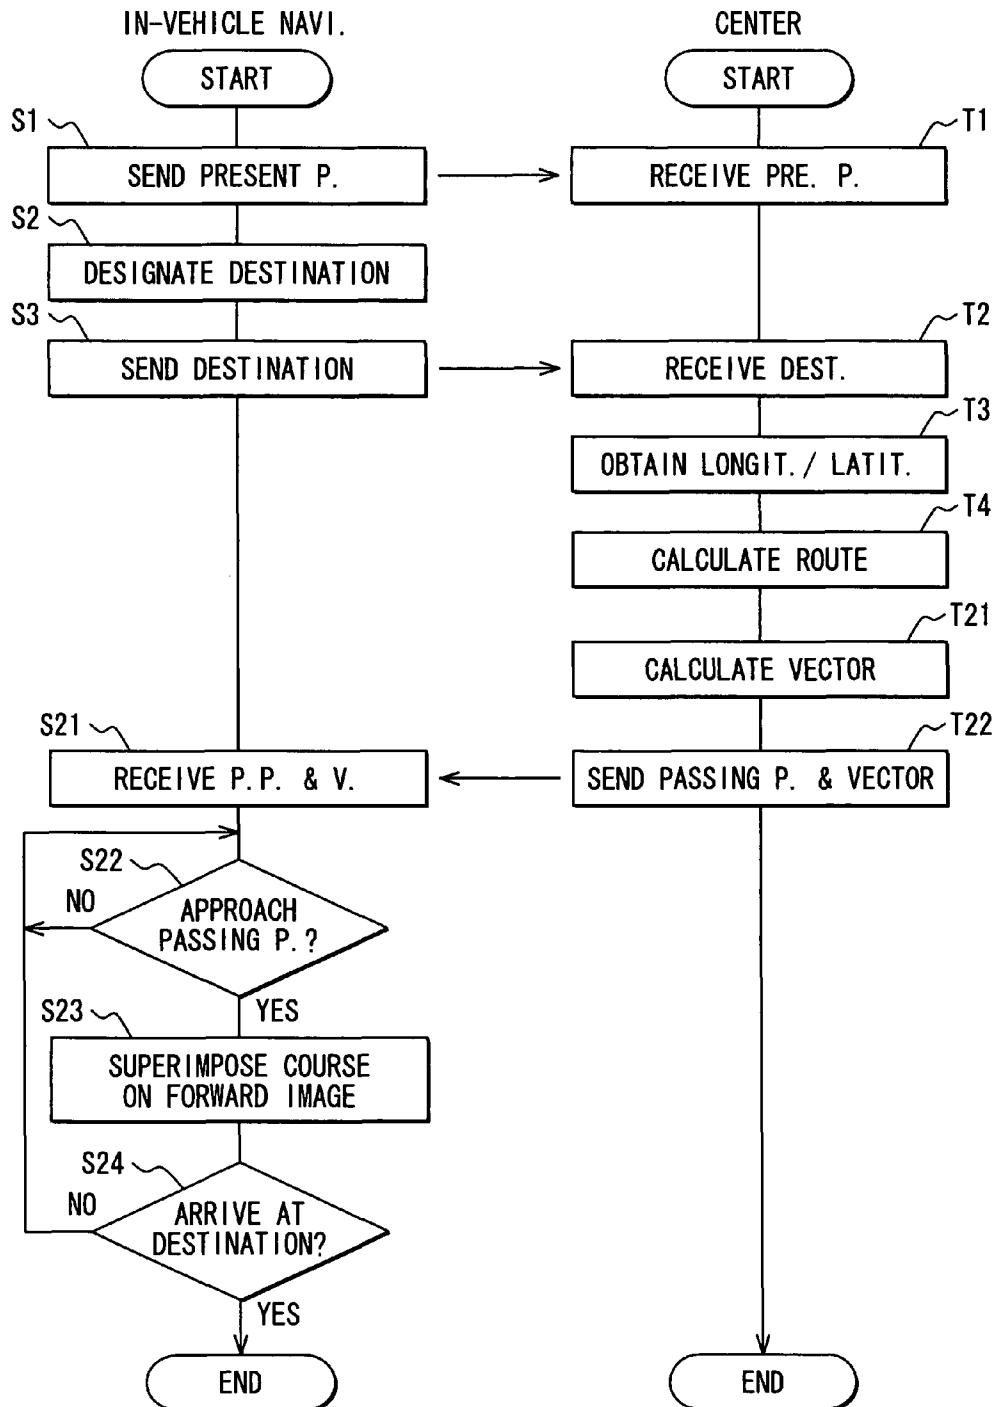 IN-VEHICLE NAVI.
CENTER
START
START
S1
T1
SEND PRESENT P.
RECEIVE PRE. P.
S2
DESIGNATE DESTINATION
S3
T2
SEND DESTINATION
RECEIVE DEST.
T3
OBTAIN LONGIT./ LATIT.
T4
CALCULATE ROUTE
T21
CALCULATE VECTOR
S21
T22
RECEIVE P.P. & V.
SEND PASSING P. & VECTOR
S22
NO
APPROACH
PASSING P.?
YES
S23
SUPERIMPOSE COURSE
ON FORWARD IMAGE
S24
NO
ARRIVE AT
DESTINATION?
YES
END
END